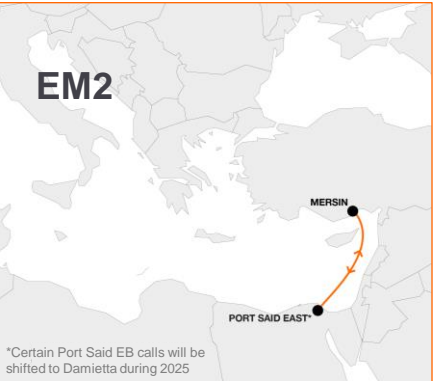 EM2
MERSIN
PORT SAID EAST*
*Certain Port Said EB calls will be
shifted to Damietta during 2025